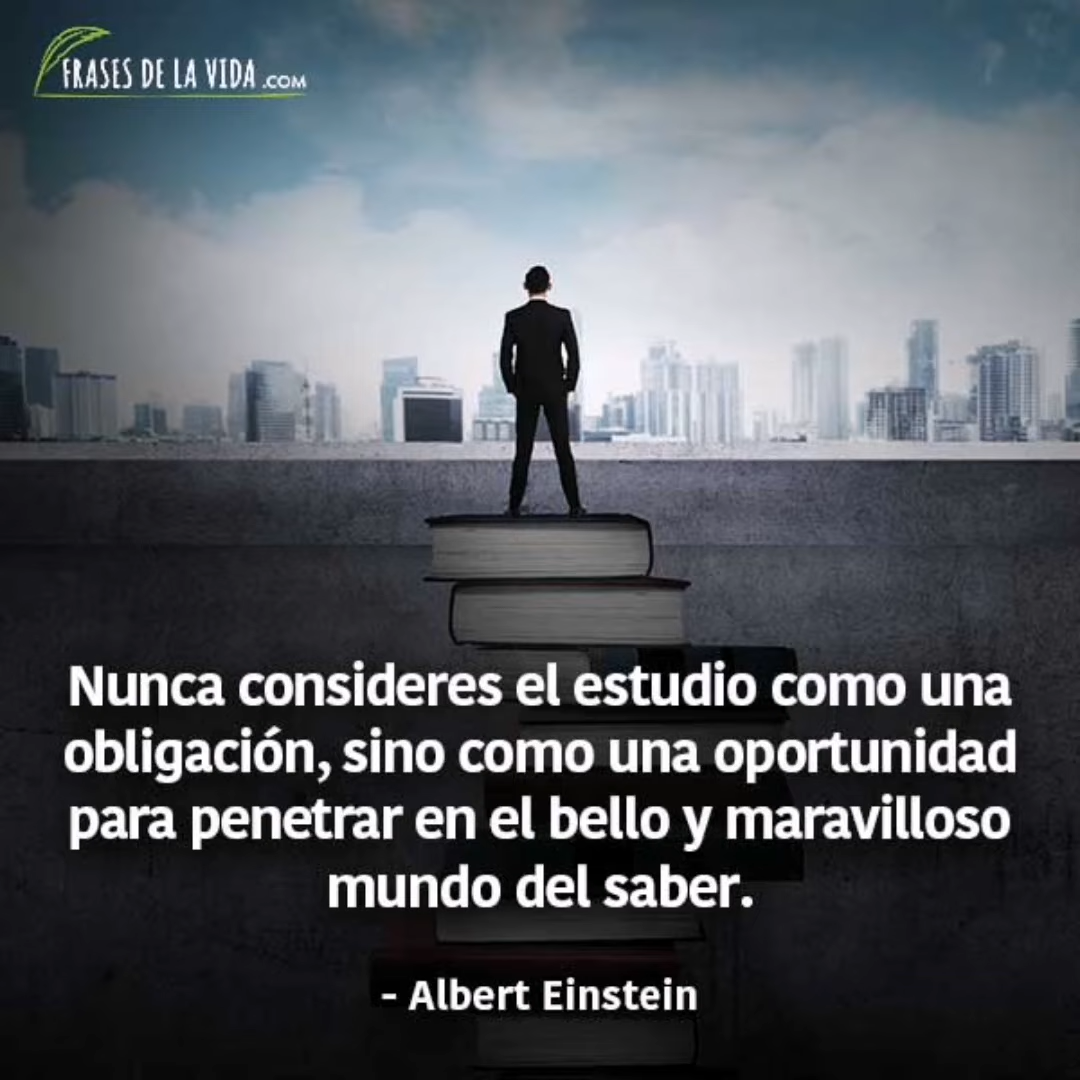 FRASES DE LA VIDA .COM
Nunca consideres el estudio como una
obligación, sino como una oportunidad
para penetrar en el bello y maravilloso
mundo del saber.
- Albert Einstein